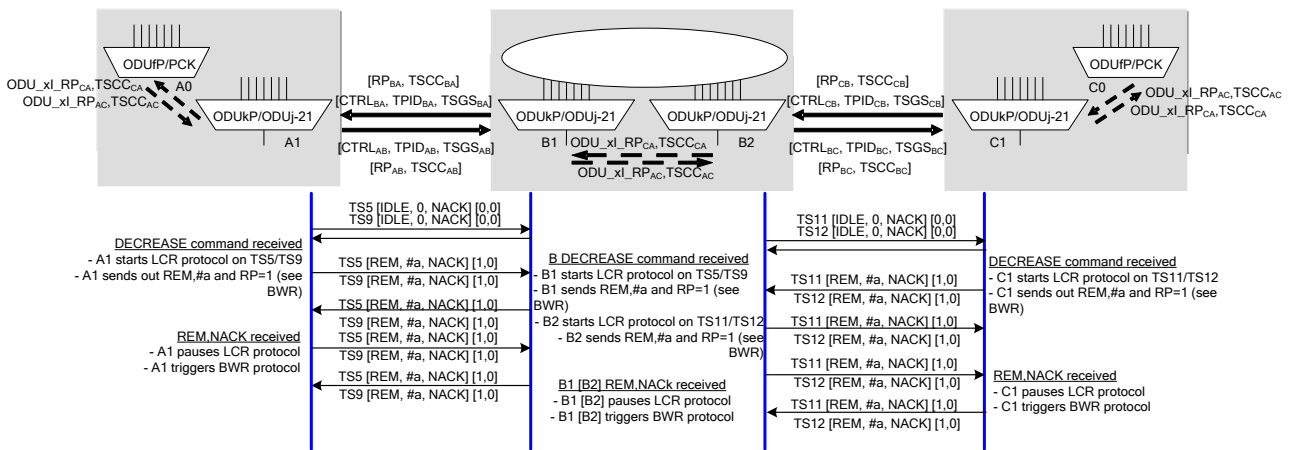 ODUfP/PCK
A0
ODU_xI_RPCA,TSCCCA
ODU_xI_RPAC,TSCCAC
ODUkP/ODUj-21
A1
[RPBA, TSCCBA]
[CTRLBA, TPIDBA, TSGSBA]
[CTRLAB, TPIDAB, TSGSAB]
[RPAB, TSCCAB]
ODUkP/ODUj-21
ODUkP/ODUj-21
B1
B2
ODU_xI_RPCA,TSCCCA
ODU_xI_RPAC,TSCCAC
[RPCB, TSCCCB]
[CTRLCB, TPIDCB, TSGSCB]
[CTRLBC, TPIDBC, TSGSBC]
[RPBC, TSCCBC]
ODUfP/PCK
C0
ODU_xI_RPAC,TSCCAC
ODU_xI_RPCA,TSCCCA
ODUkP/ODUj-21
C1
TS5 [IDLE, 0, NACK] [0,0]
TS9 [IDLE, 0, NACK] [0,0]
TS11 [IDLE, 0, NACK] [0,0]
TS12 [IDLE, 0, NACK] [0,0]
DECREASE command received
- A1 starts LCR protocol on TS5/TS9
- A1 sends out REM,#a and RP=1 (see
BWR)
TS5 [REM, #a, NACK] [1,0]
TS9 [REM, #a, NACK] [1,0]
TS5 [REM, #a, NACK] [1,0]
TS9 [REM, #a, NACK] [1,0]
B DECREASE command received
- B1 starts LCR protocol on TS5/TS9
- B1 sends REM,#a and RP=1 (see
BWR)
- B2 starts LCR protocol on TS11/TS12
- B2 sends REM,#a and RP=1 (see
BWR)
TS11 [REM, #a, NACK] [1,0]
TS12 [REM, #a, NACK] [1,0]
TS11 [REM, #a, NACK] [1,0]
TS12 [REM, #a, NACK] [1,0]
DECREASE command received
- C1 starts LCR protocol on TS11/TS12
- C1 sends out REM,#a and RP=1 (see
BWR)
REM,NACK received
- A1 pauses LCR protocol
- A1 triggers BWR protocol
TS5 [REM, #a, NACK] [1,0]
TS9 [REM, #a, NACK] [1,0]
TS5 [REM, #a, NACK] [1,0]
TS9 [REM, #a, NACK] [1,0]
B1 [B2] REM,NACk received
- B1 [B2] pauses LCR protocol
- B1 [B2] triggers BWR protocol
TS11 [REM, #a, NACK] [1,0]
TS12 [REM, #a, NACK] [1,0]
TS11 [REM, #a, NACK] [1,0]
TS12 [REM, #a, NACK] [1,0]
REM,NACK received
- C1 pauses LCR protocol
- C1 triggers BWR protocol